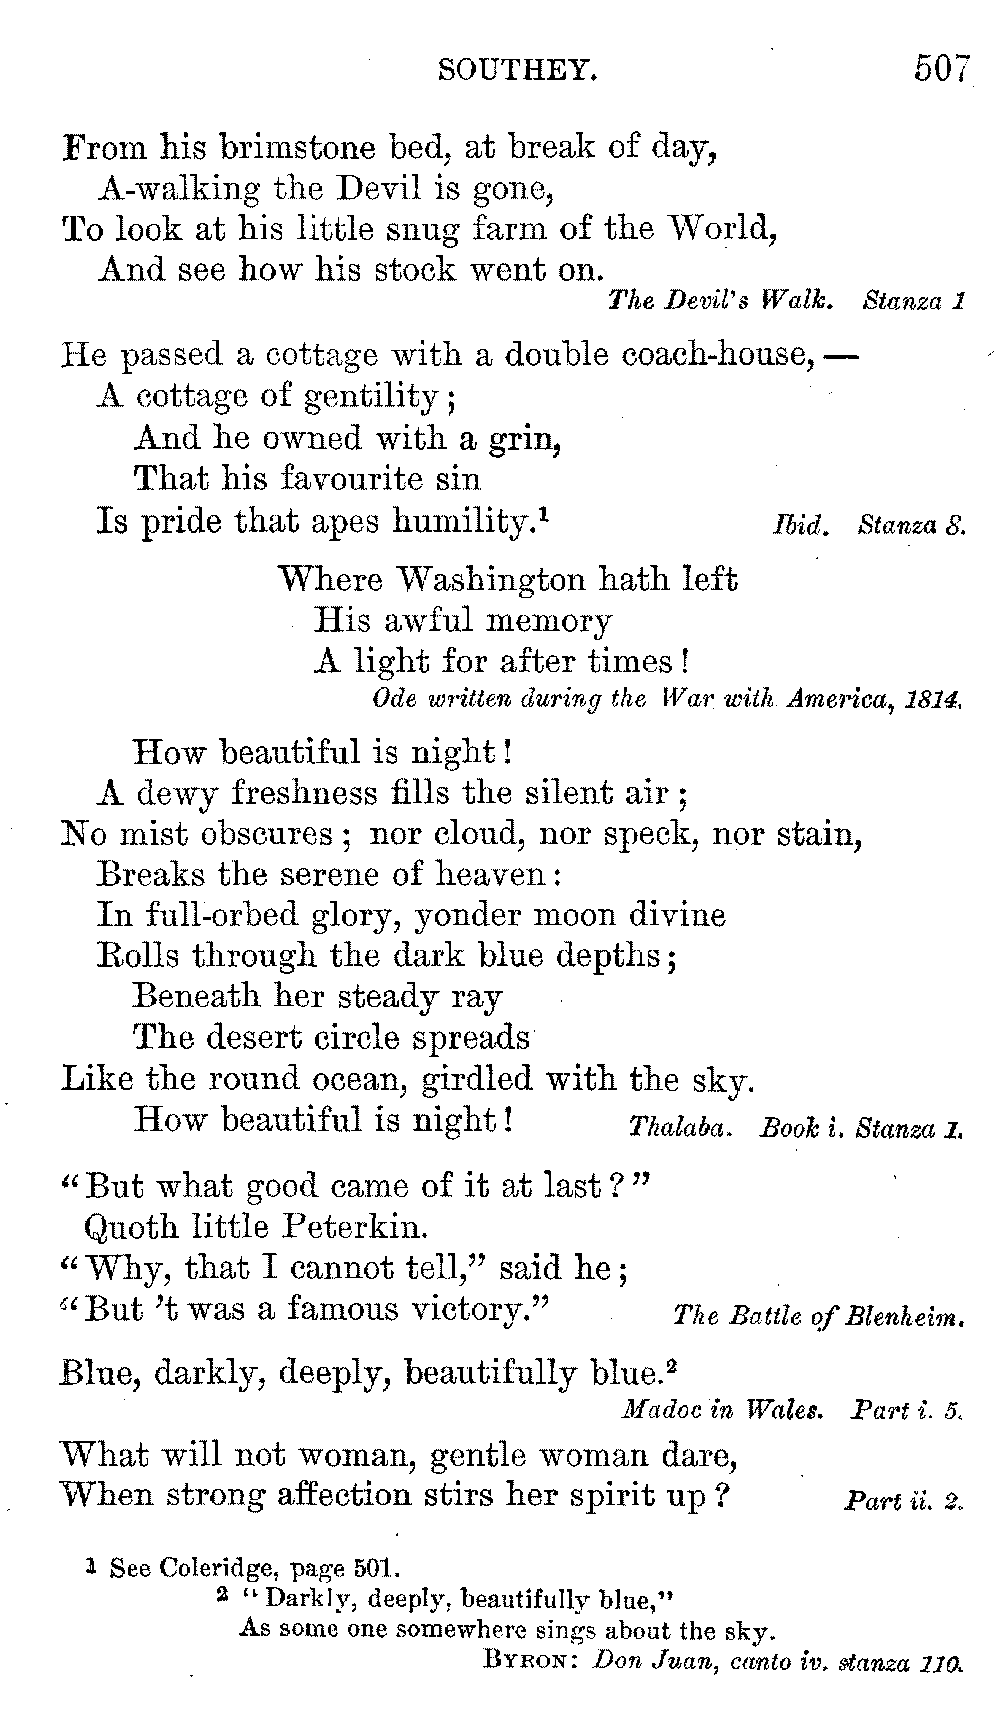 SOUTHEY. 507
From his brimstone bed, at break of day,
A-walking the Devil is gone,
To look at his little snug farm of the World,
And see how his stock went on.
The Devil's Walk. Stanza 1
He passed a cottage with a double coach-house, —
A cottage of gentility ;
And he owned with a grin,
That his favourite sin
Is pride that apes humility.¹ Ibid. Stanza 8.
Where Washington hath left
His awful memory
A light for after times !
Ode written during the War with America, 1814.
How beautiful is night !
A dewy freshness fills the silent air ;
No mist obscures ; nor cloud, nor speck, nor stain,
Breaks the serene of heaven :
In full-orbed glory, yonder moon divine
Rolls through the dark blue depths ;
Beneath her steady ray
The desert circle spreads
Like the round ocean, girdled with the sky.
How beautiful is night ! Thalaba. Book i. Stanza 1.
“But what good came of it at last ? ”
Quoth little Peterkin.
“Why, that I cannot tell,” said he ;
“But 't was a famous victory.” The Battle of Blenheim.
Blue, darkly, deeply, beautifully blue.²
Madoc in Wales. Part i. 5.
What will not woman, gentle woman dare,
When strong affection stirs her spirit up ? Part ii. 2.
1 See Coleridge, page 501.
2 “ Darkly, deeply, beautifully blue,”
As some one somewhere sings about the sky.
BYRON: Don Juan, canto iv. stanza 110.